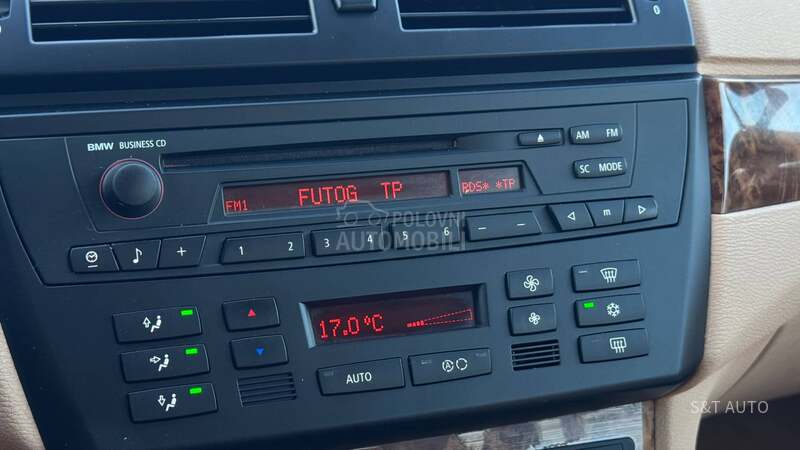 0
BMW BUSINESS CD
AM FM
SC MODE
FM1 FUTOG TP RDS* *TP
1 2 3 4 5 6 m
POLOVNI
AUTOMOBILI
17.0°C
AUTO
A
S&T AUTO